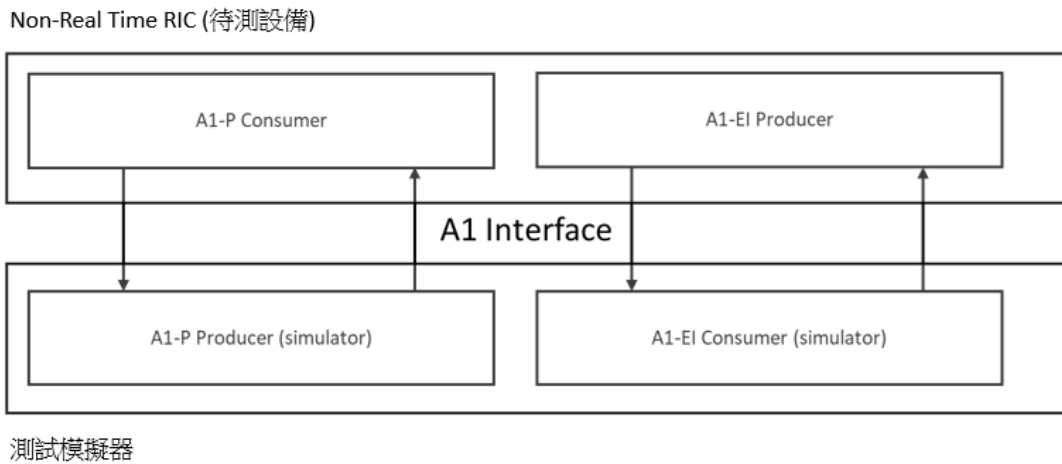 Non-Real Time RIC (待測設備)
A1-P Consumer
A1-EI Producer
A1 Interface
A1-P Producer (simulator)
A1-EI Consumer (simulator)
測試模擬器